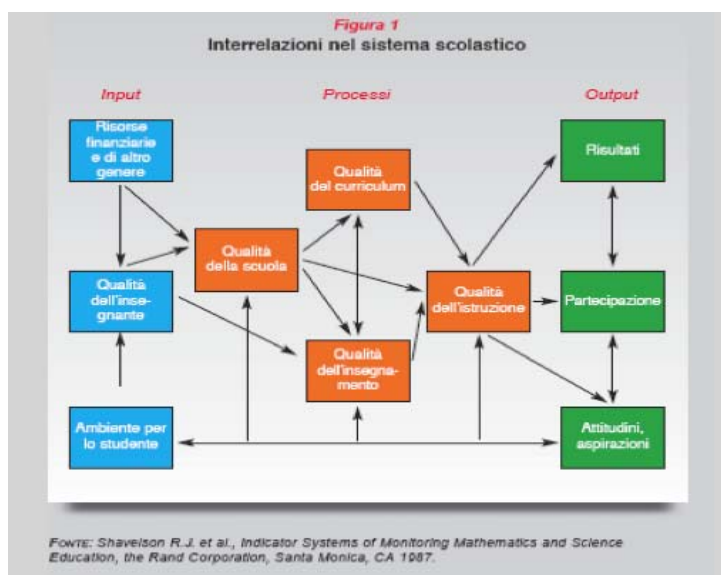 Figura 1
Interrelazioni nel sistema scolastico
Input
Processi
Output
Risorse
finanziarie
e di altro
genere
Qualità
dell'inse-
gnante
Ambiente per
lo studente
Qualità
della scuola
Qualità
del curriculum
Qualità
dell'insegna-
mento
Qualità
dell'istruzione
Risultati
Partecipazione
Attitudini,
aspirazioni
FONTE: Shavelson R.J. et al., Indicator Systems of Monitoring Mathematics and Science
Education, the Rand Corporation, Santa Monica, CA 1987.